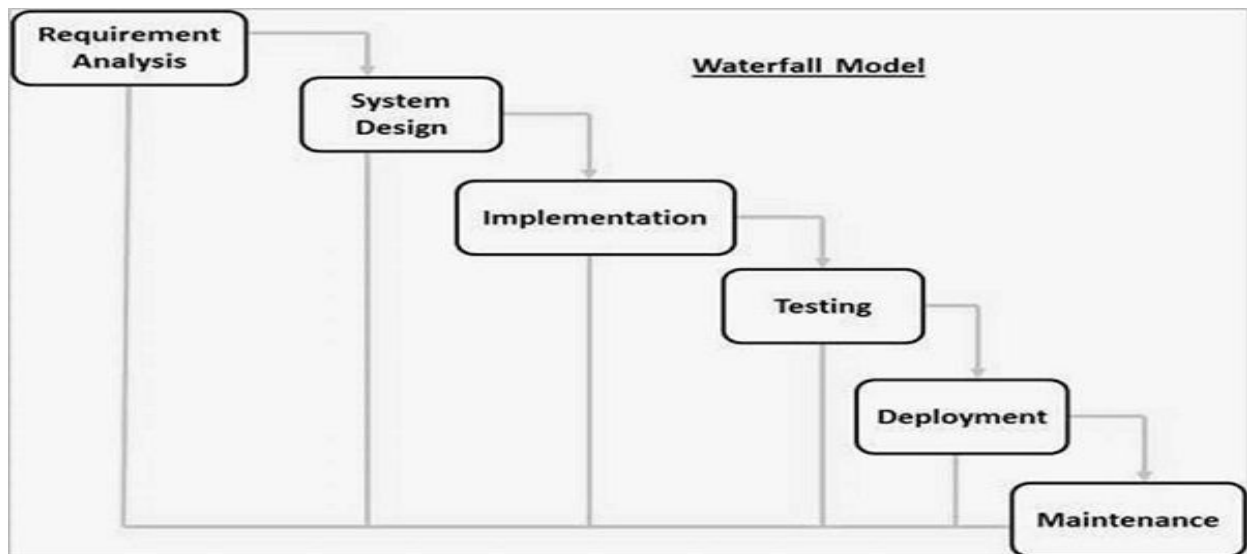 Requirement
Analysis
Waterfall Model
System
Design
Implementation
Testing
Deployment
Maintenance